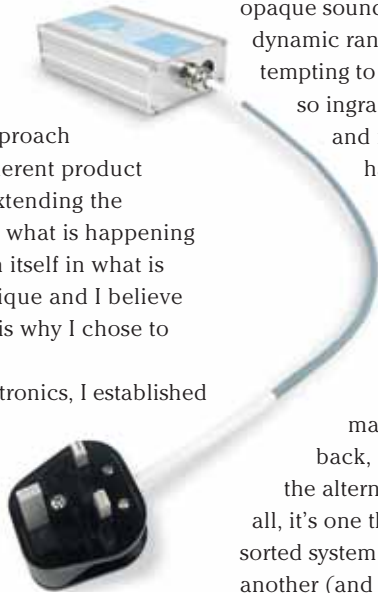 proach
erent product
xtending the
what is happening
n itself in what is
ique and I believe
is why I chose to
tronics, I established
opaque sound
dynamic ran
tempting to
so ingra
and
h
ma
back,
the altern
all, it's one th
sorted system
another (and